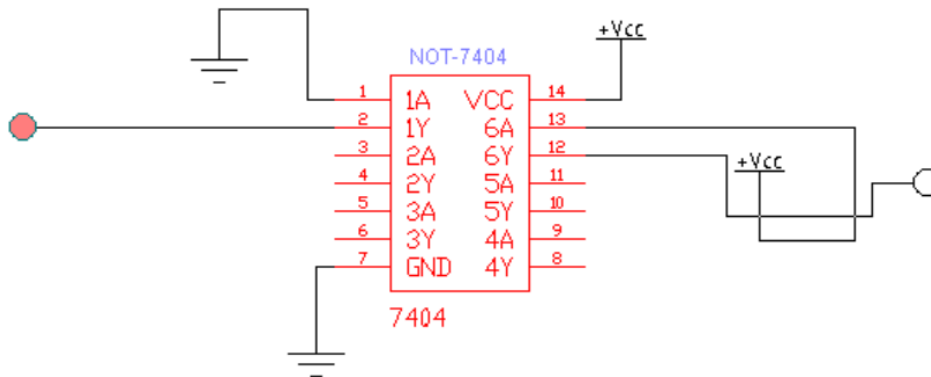 +Vcc
NOT-7404
1 1A VCC 14
2 1Y 6A 13
3 2A 6Y 12
+Vcc
4 2Y 5A 11
5 3A 5Y 10
6 3Y 4A 9
7 GND 4Y 8
7404